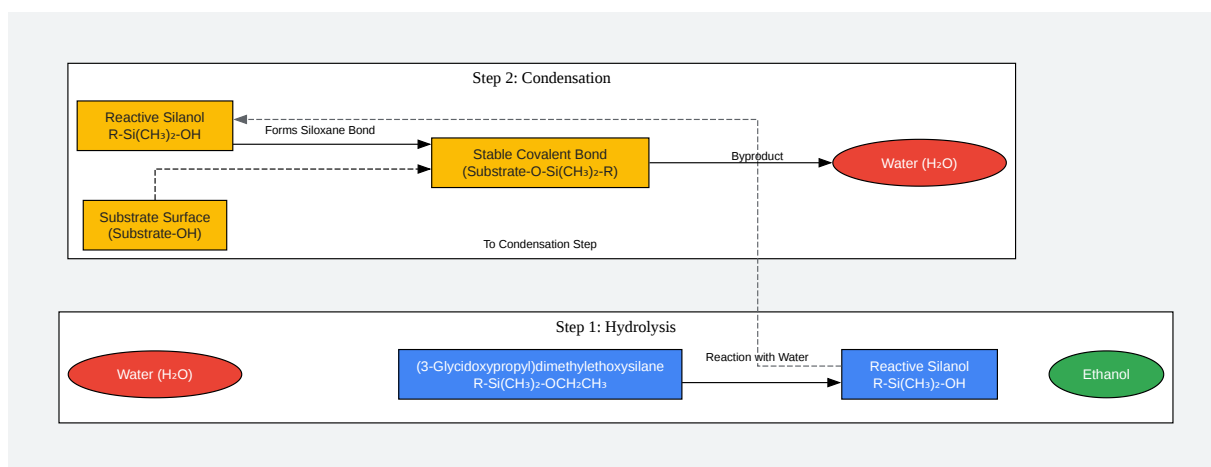 Step 2: Condensation
Reactive Silanol
R-Si(CH₃)₂-OH
Forms Siloxane Bond
Stable Covalent Bond
(Substrate-O-Si(CH₃)₂-R)
Byproduct
Water (H₂O)
Substrate Surface
(Substrate-OH)
To Condensation Step
Step 1: Hydrolysis
Water (H₂O)
(3-Glycidoxypropyl)dimethylethoxysilane
R-Si(CH₃)₂-OCH₂CH₃
Reaction with Water
Reactive Silanol
R-Si(CH₃)₂-OH
Ethanol